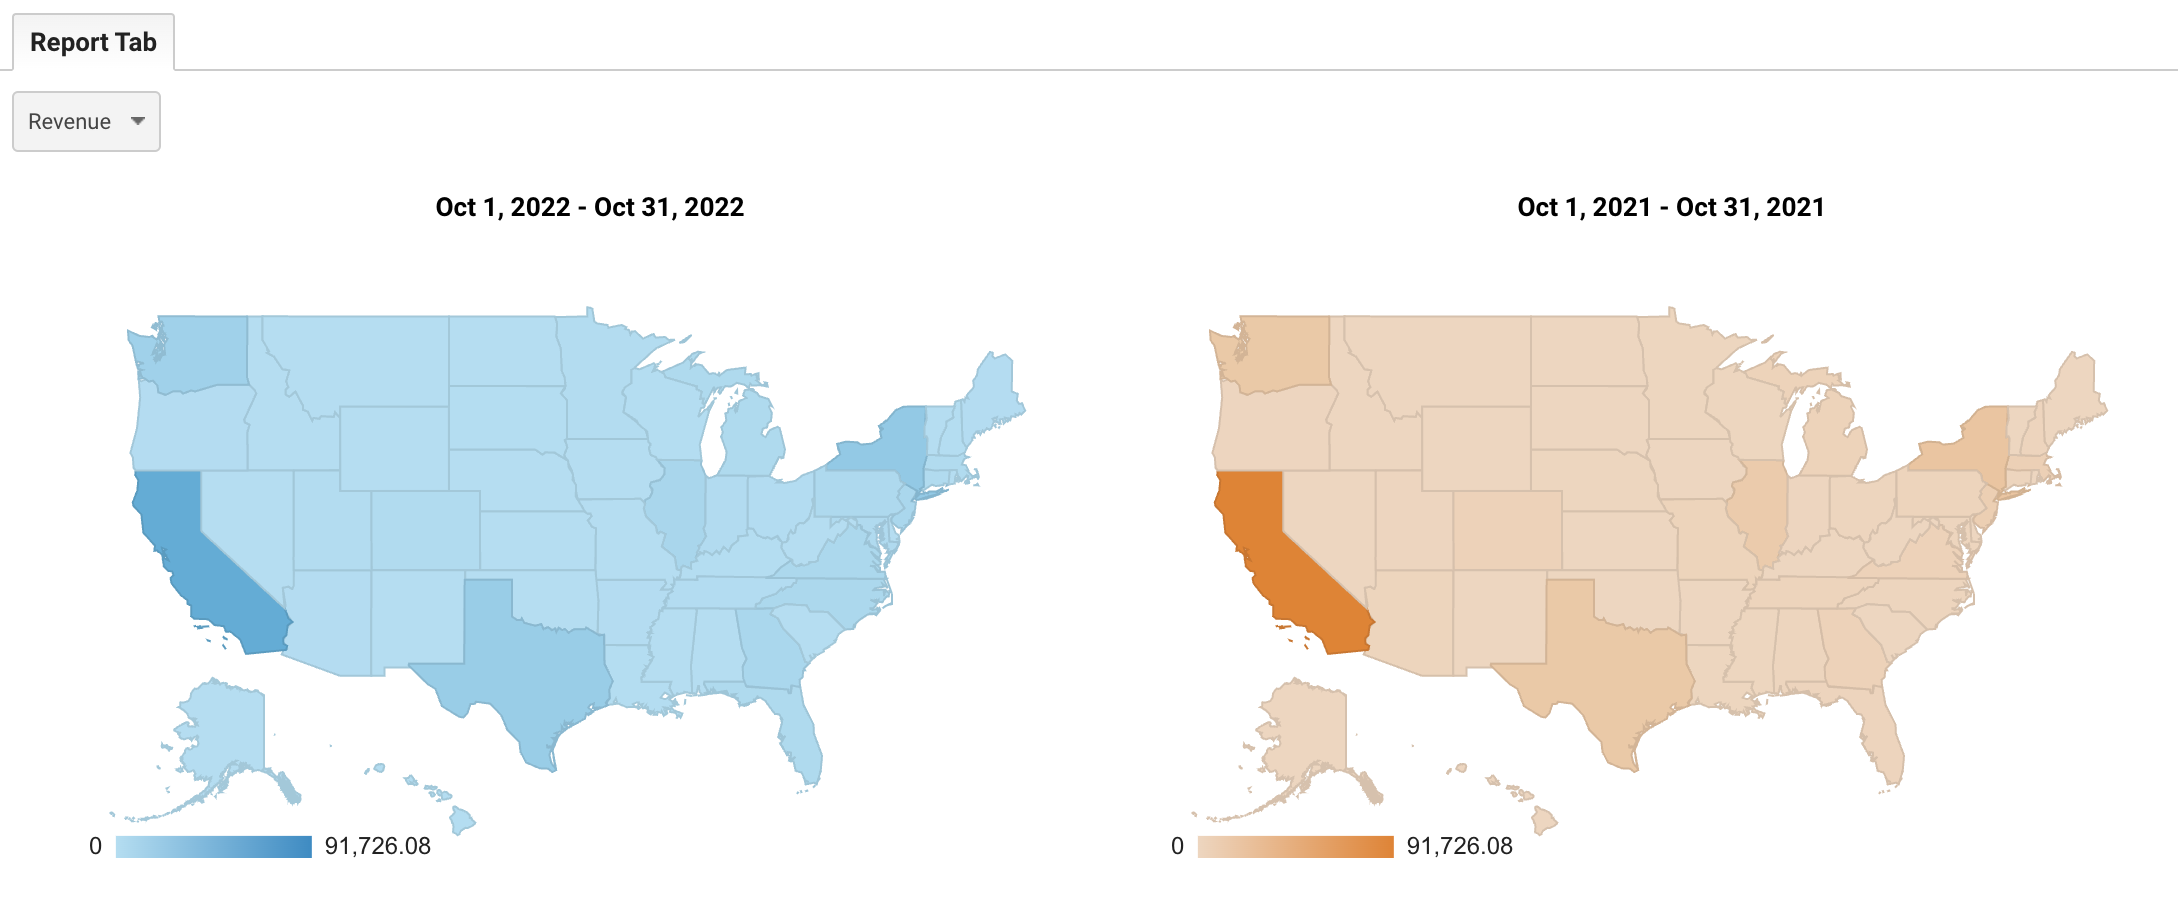 Report Tab
Revenue
Oct 1, 2022 - Oct 31, 2022
Oct 1, 2021 - Oct 31, 2021
0
91,726.08
0
91,726.08